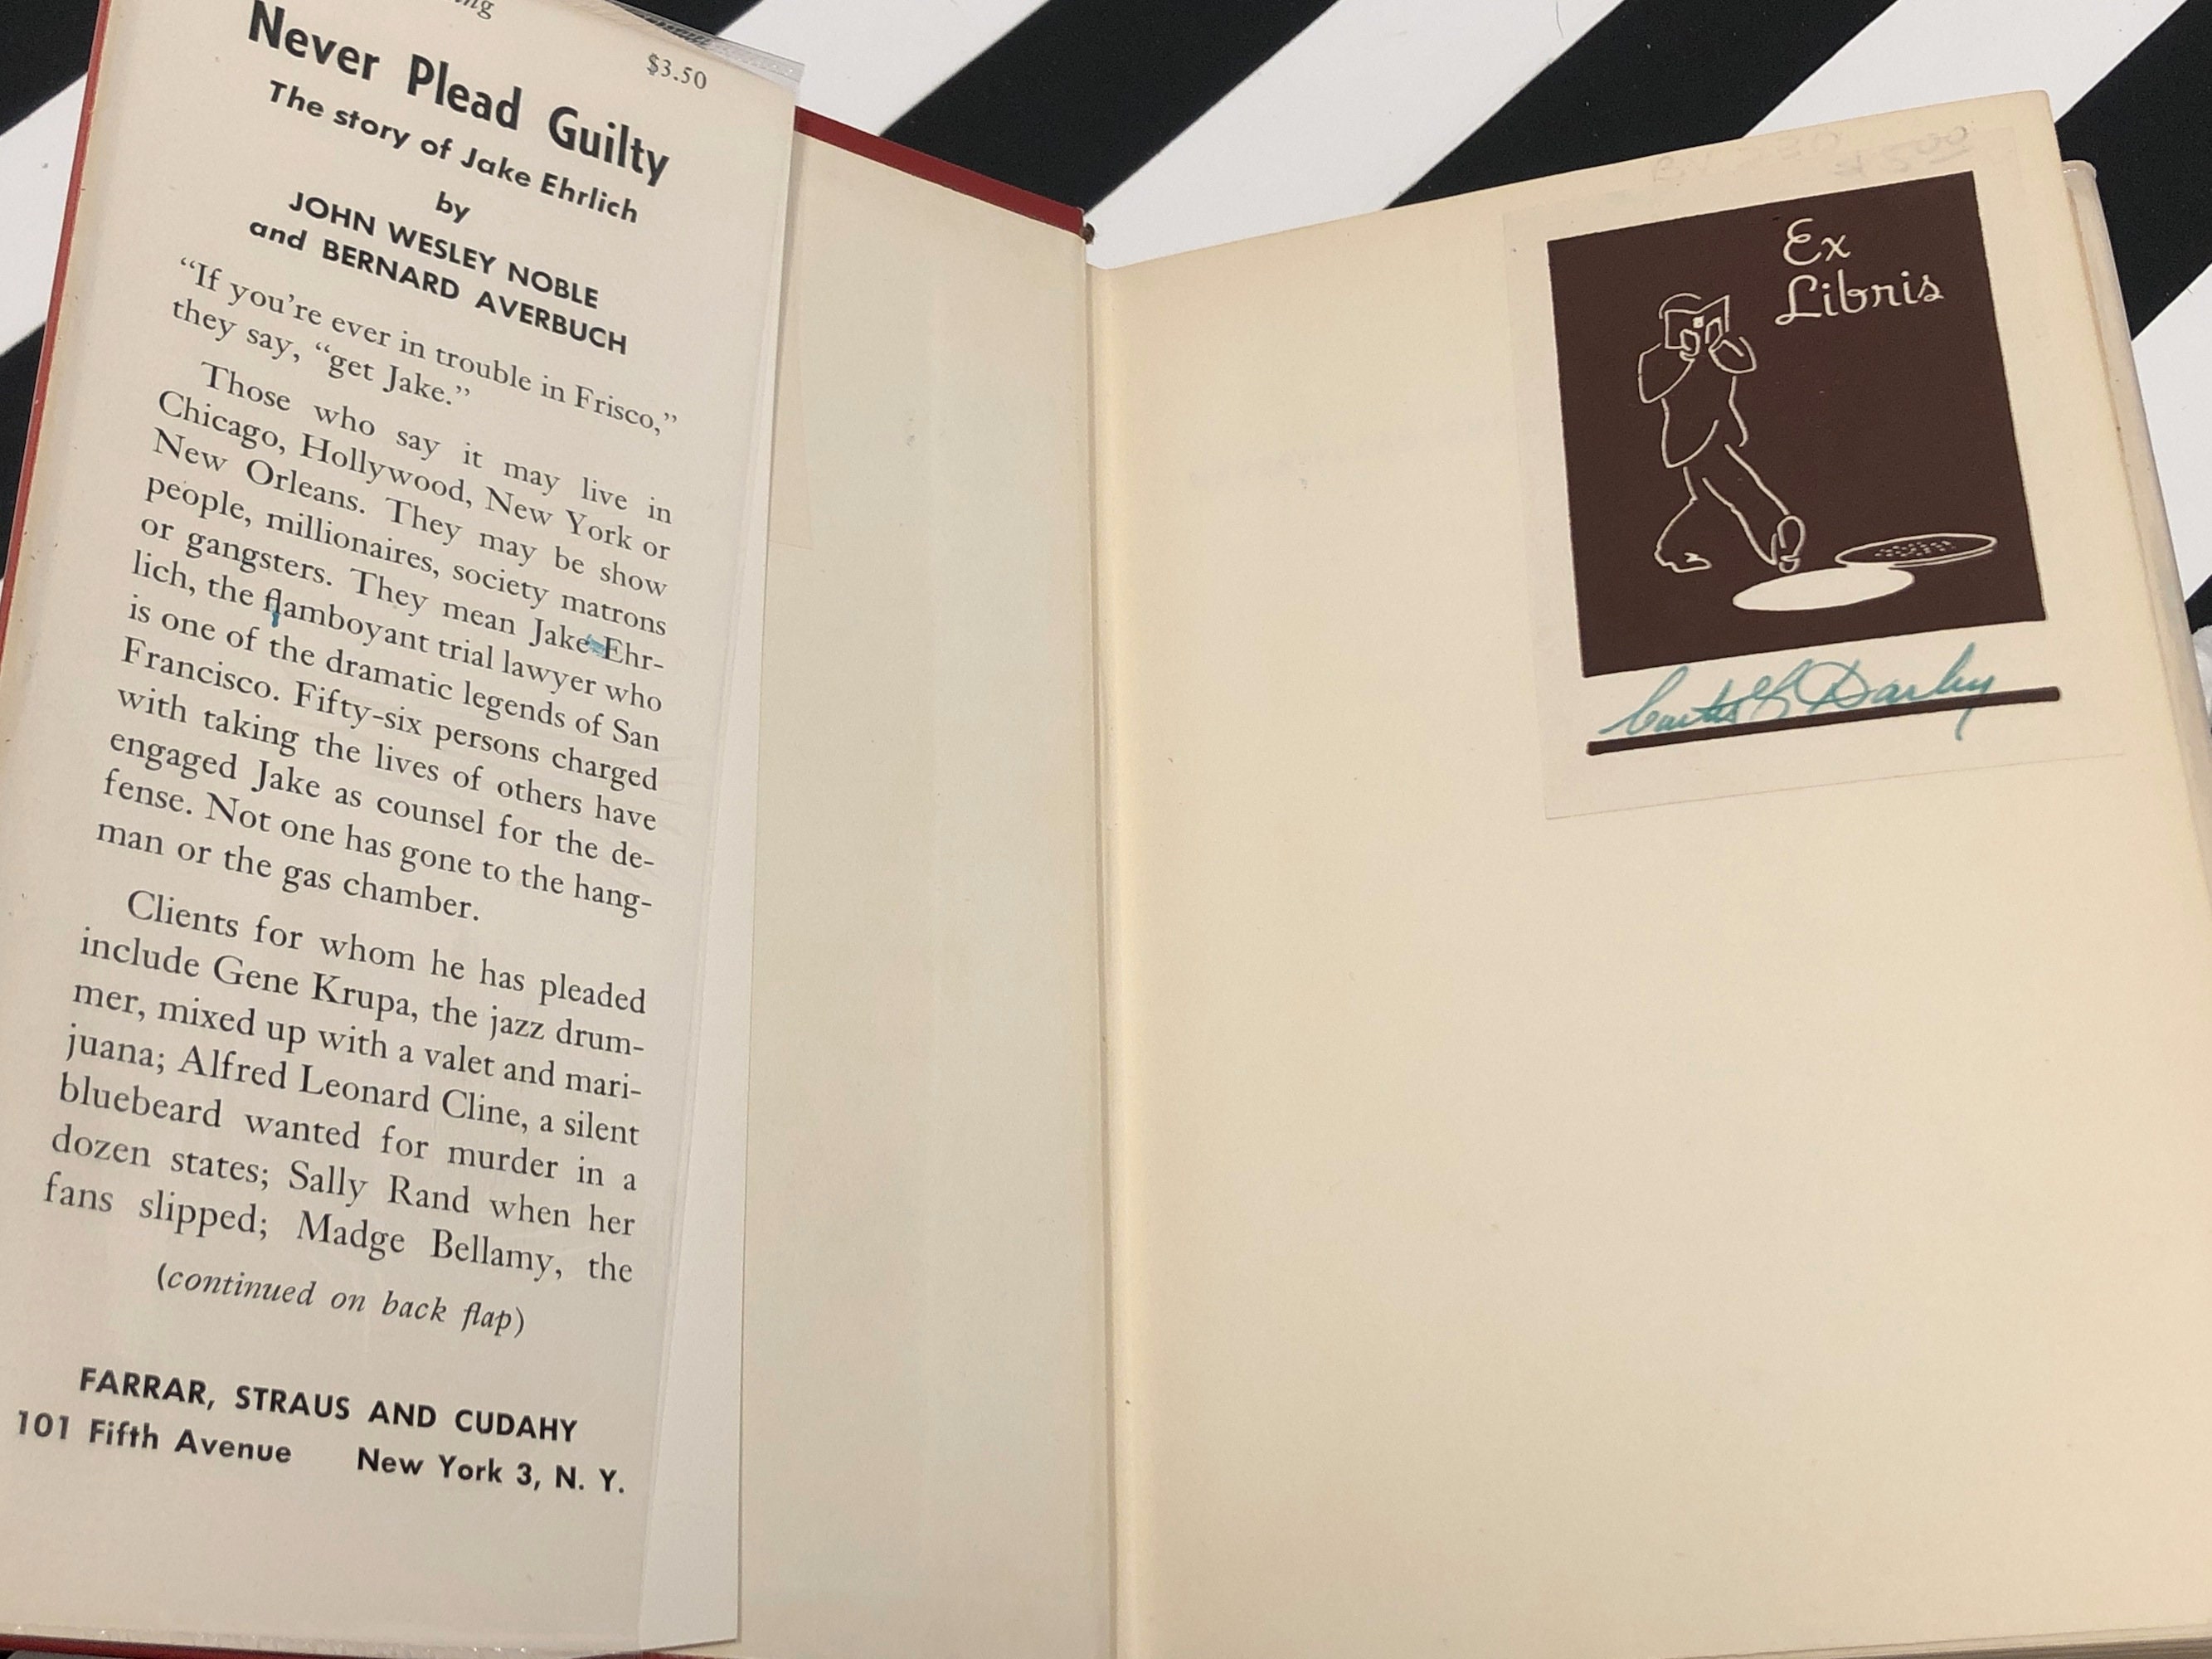 $3.50
Never Plead Guilty
The story of Jake Ehrlich
by
JOHN WESLEY NOBLE
and BERNARD AVERBUCH
“If you’re ever in trouble in Frisco,”
they say, “get Jake.”
Those who say it may live in
Chicago, Hollywood, New York or
New Orleans. They may be show
people, millionaires, society matrons
or gangsters. They mean Jake Ehr-
lich, the flamboyant trial lawyer who
is one of the dramatic legends of San
Francisco. Fifty-six persons charged
with taking the lives of others have
engaged Jake as counsel for the de-
fense. Not one has gone to the hang-
man or the gas chamber.
Clients for whom he has pleaded
include Gene Krupa, the jazz drum-
mer, mixed up with a valet and mari-
juana; Alfred Leonard Cline, a silent
bluebeard wanted for murder in a
dozen states; Sally Rand when her
fans slipped; Madge Bellamy, the
(continued on back flap)
FARRAR, STRAUS AND CUDAHY
101 Fifth Avenue New York 3, N. Y.
Ex
Libris